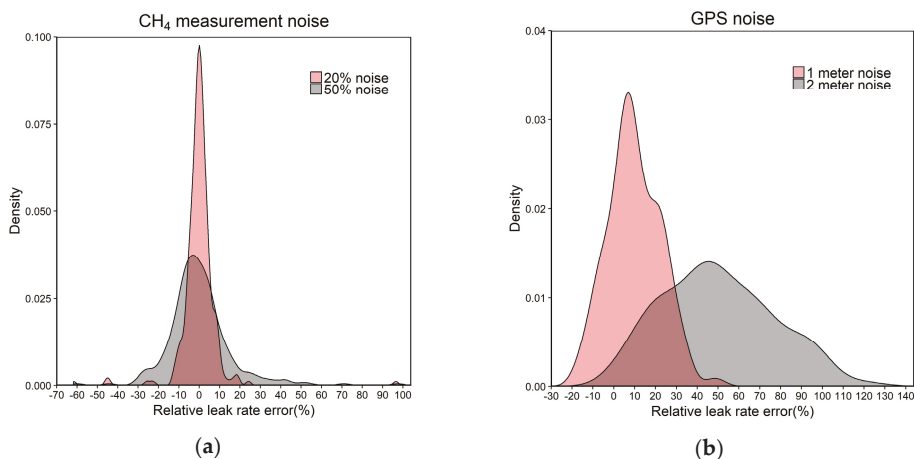 CH₄ measurement noise
0.100
0.075
0.050
0.025
0.000
Density
20% noise
50% noise
-70 -60 -50 -40 -30 -20 -10 0 10 20 30 40 50 60 70 80 90 100
Relative leak rate error(%)
(a)
GPS noise
0.04
0.03
0.02
0.01
0.00
Density
1 meter noise
2 meter noise
-30 -20 -10 0 10 20 30 40 50 60 70 80 90 100 110 120 130 140
Relative leak rate error(%)
(b)